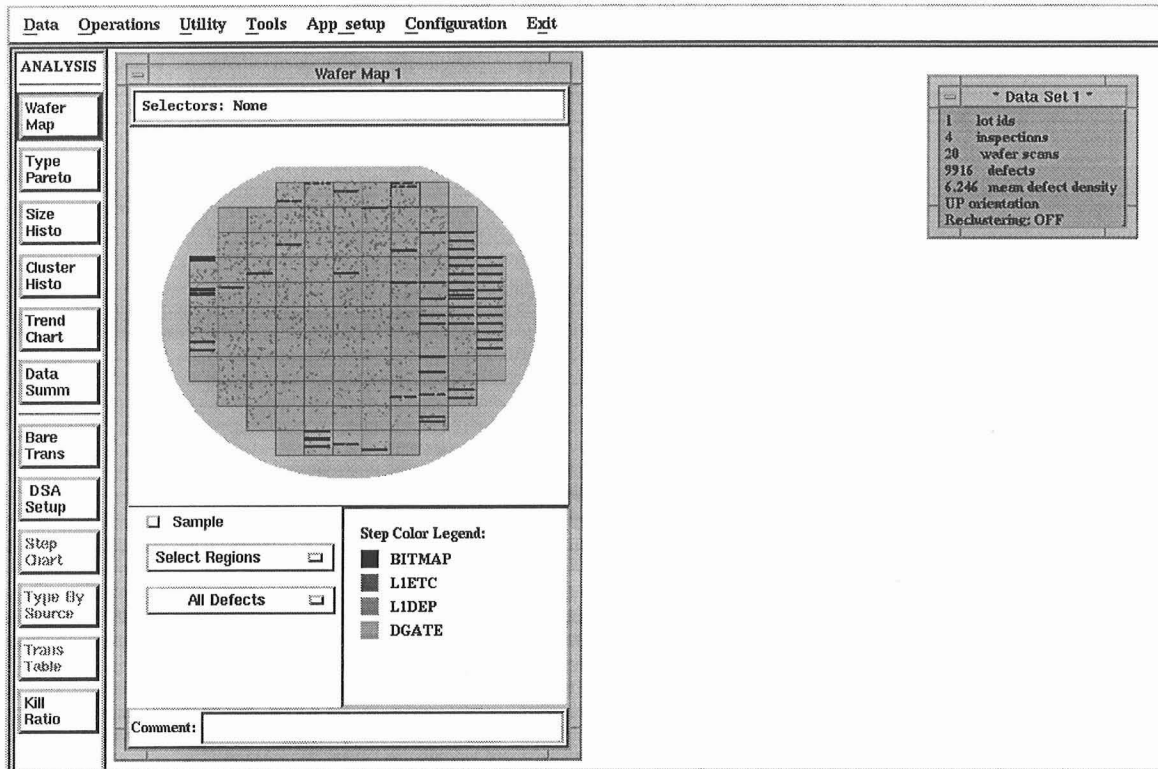 Data Operations Utility Tools App_setup Configuration Exit
ANALYSIS
Wafer
Map
Type
Pareto
Size
Histo
Cluster
Histo
Trend
Chart
Data
Summ
Bare
Trans
DSA
Setup
Step
Chart
Type By
Source
Trans
Table
Kill
Ratio
Wafer Map 1
Selectors: None
Sample
Select Regions
All Defects
Step Color Legend:
BITMAP
L1ETC
L1DEP
DGATE
Comment:
* Data Set 1 *
1 lot ids
4 inspections
20 wafer scans
9916 defects
6.246 mean defect density
UP orientation
Reclustering: OFF